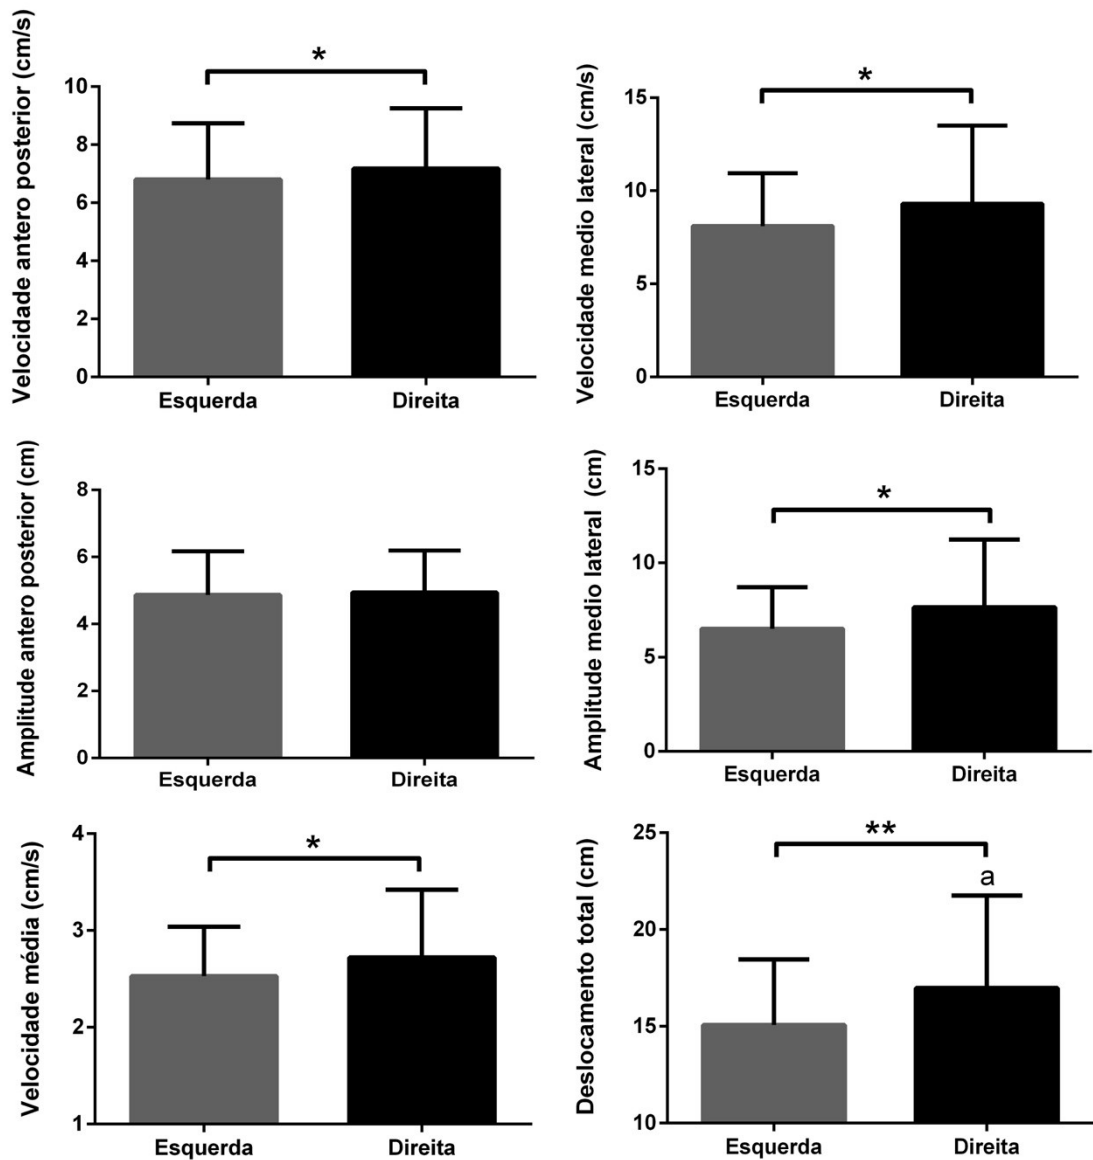 Velocidade antero posterior (cm/s)
*
10
8
6
4
2
0
Esquerda
Direita
Velocidade medio lateral (cm/s)
*
15
10
5
0
Esquerda
Direita
Amplitude antero posterior (cm)
8
6
4
2
0
Esquerda
Direita
Amplitude medio lateral (cm)
*
15
10
5
0
Esquerda
Direita
Velocidade média (cm/s)
*
4
3
2
1
Esquerda
Direita
Deslocamento total (cm)
**
a
25
20
15
10
Esquerda
Direita